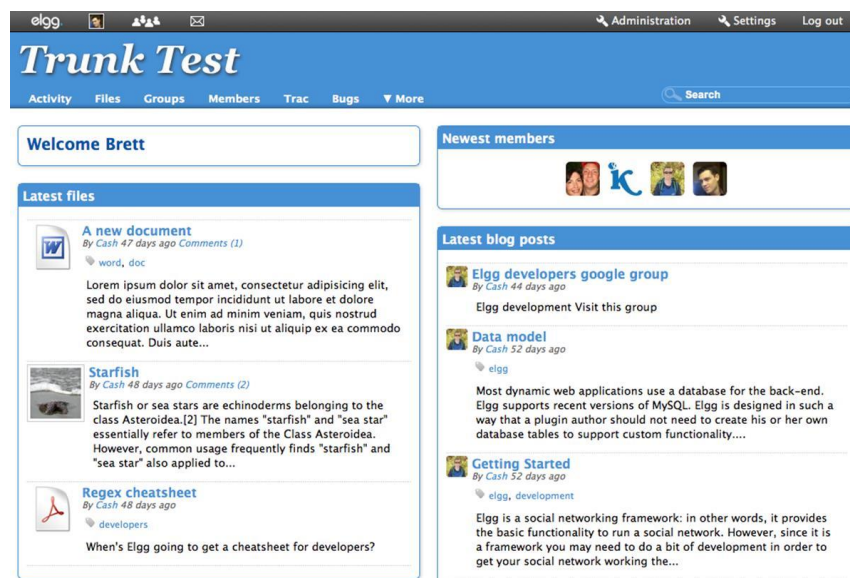 elgg.
Administration
Settings
Log out
Trunk Test
Activity
Files
Groups
Members
Trac
Bugs
▼ More
Search
Welcome Brett
Latest files
A new document
By Cash 47 days ago Comments (1)
word, doc
Lorem ipsum dolor sit amet, consectetur adipisicing elit,
sed do eiusmod tempor incididunt ut labore et dolore
magna aliqua. Ut enim ad minim veniam, quis nostrud
exercitation ullamco laboris nisi ut aliquip ex ea commodo
consequat. Duis aute...
Starfish
By Cash 48 days ago Comments (2)
Starfish or sea stars are echinoderms belonging to the
class Asteroidea.[2] The names "starfish" and "sea star"
essentially refer to members of the Class Asteroidea.
However, common usage frequently finds "starfish" and
"sea star" also applied to...
Regex cheatsheet
By Cash 48 days ago
developers
When's Elgg going to get a cheatsheet for developers?
Newest members
Latest blog posts
Elgg developers google group
By Cash 44 days ago
Elgg development Visit this group
Data model
By Cash 52 days ago
elgg
Most dynamic web applications use a database for the back-end.
Elgg supports recent versions of MySQL. Elgg is designed in such a
way that a plugin author should not need to create his or her own
database tables to support custom functionality....
Getting Started
By Cash 52 days ago
elgg, development
Elgg is a social networking framework: in other words, it provides
the basic functionality to run a social network. However, since it is
a framework you may need to do a bit of development in order to
get your social network working the...